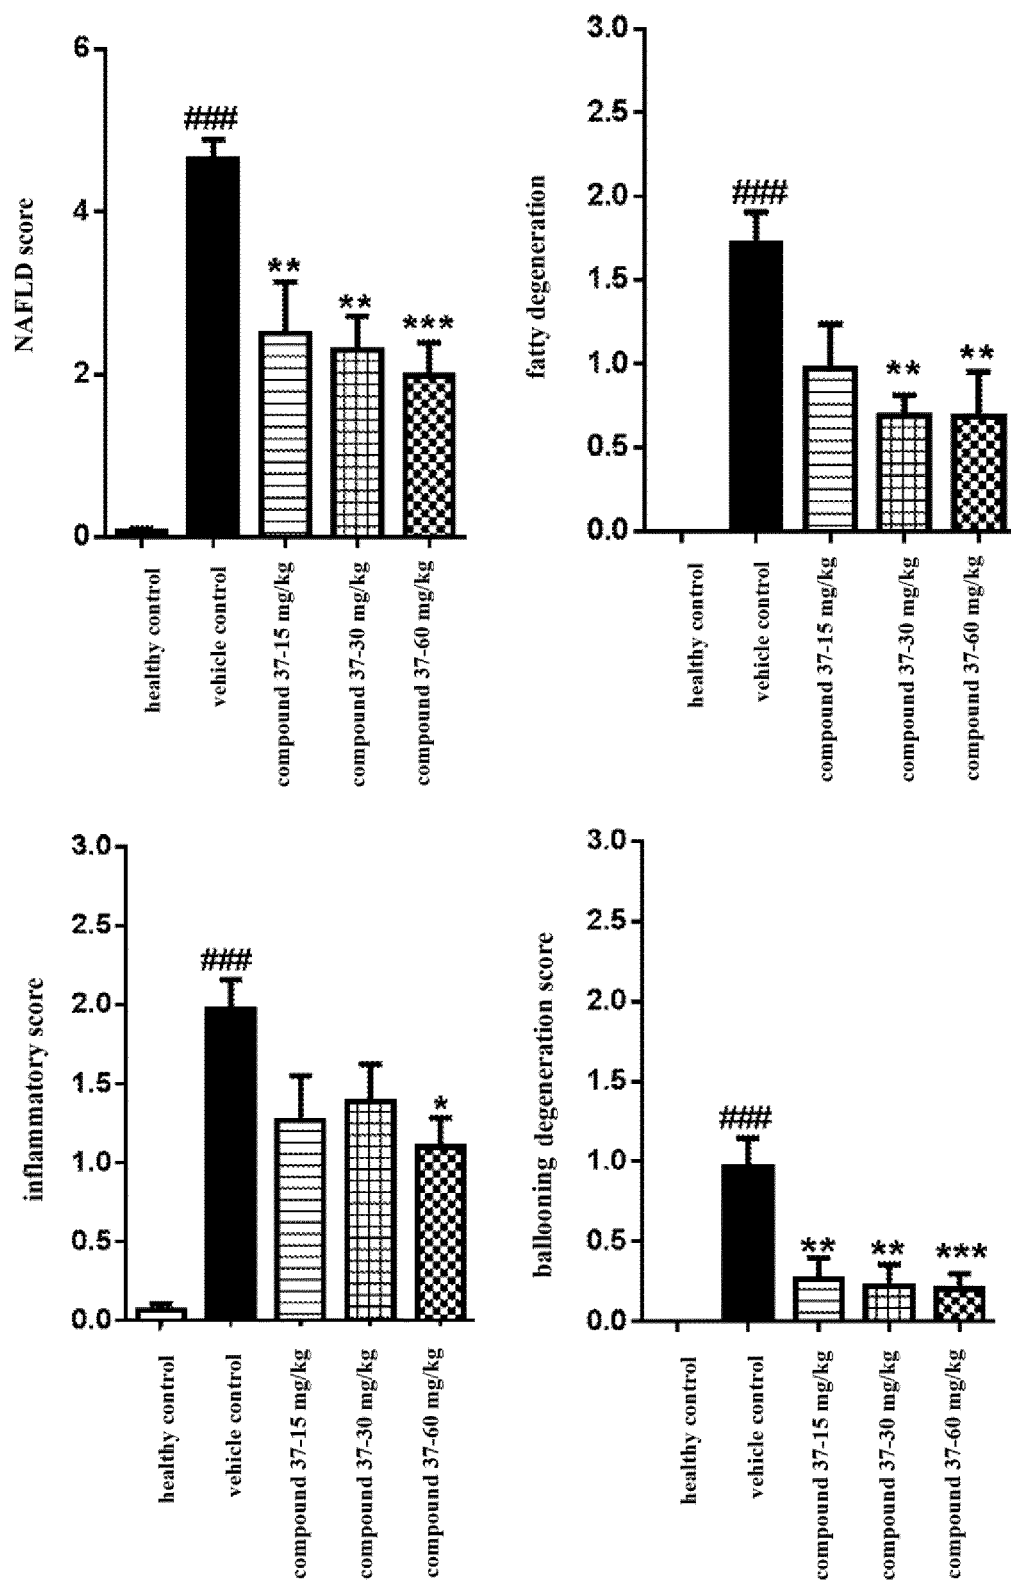 NAFLD score
6
4
2
0
###
**
**
***
healthy control
vehicle control
compound 37-15 mg/kg
compound 37-30 mg/kg
compound 37-60 mg/kg
fatty degeneration
3.0
2.5
2.0
1.5
1.0
0.5
0.0
###
**
**
healthy control
vehicle control
compound 37-15 mg/kg
compound 37-30 mg/kg
compound 37-60 mg/kg
inflammatory score
3.0
2.5
2.0
1.5
1.0
0.5
0.0
###
*
healthy control
vehicle control
compound 37-15 mg/kg
compound 37-30 mg/kg
compound 37-60 mg/kg
ballooning degeneration score
3.0
2.5
2.0
1.5
1.0
0.5
0.0
###
**
**
***
healthy control
vehicle control
compound 37-15 mg/kg
compound 37-30 mg/kg
compound 37-60 mg/kg